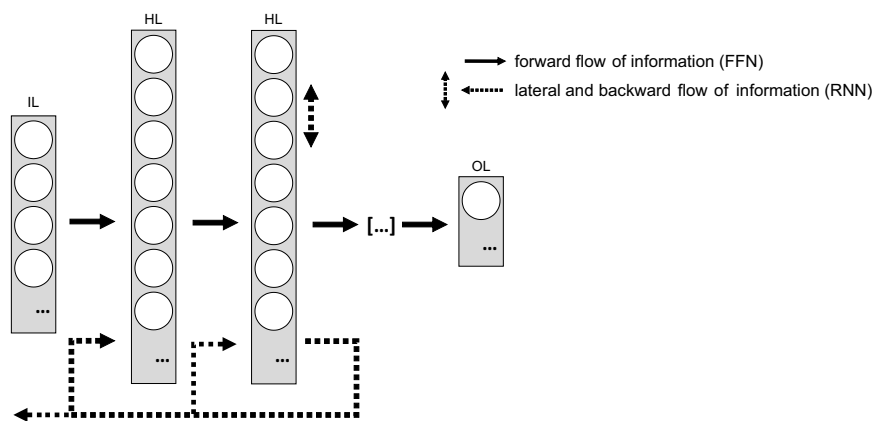 HL
HL
forward flow of information (FFN)
lateral and backward flow of information (RNN)
IL
OL
[...]
...
...
...
...